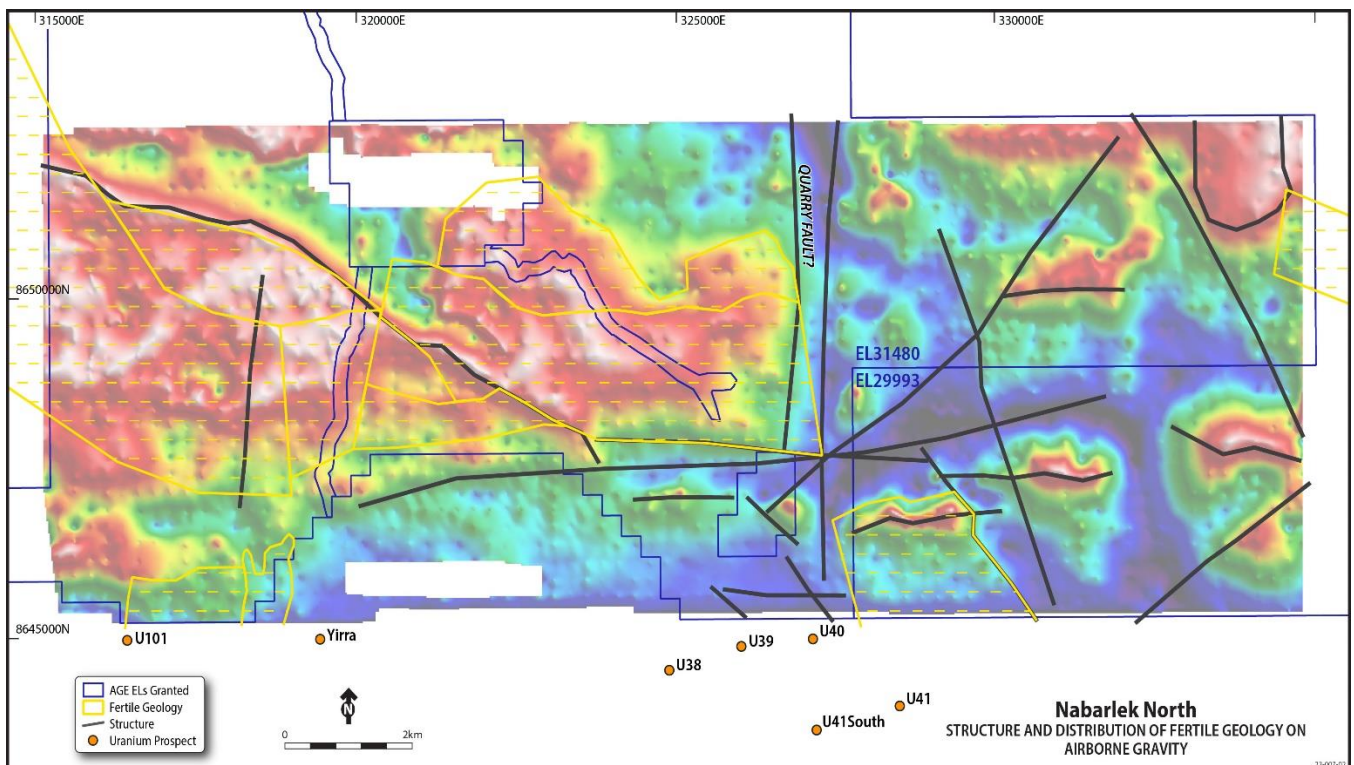 315000E
320000E
325000E
330000E
QUARRY FAULT?
8650000N
EL31480
EL29993
8645000N
U101
Yirra
U38
U39
U40
U41
U41South
AGE ELs Granted
Fertile Geology
Structure
Uranium Prospect
N
0
2km
Nabarlek North
STRUCTURE AND DISTRIBUTION OF FERTILE GEOLOGY ON
AIRBORNE GRAVITY